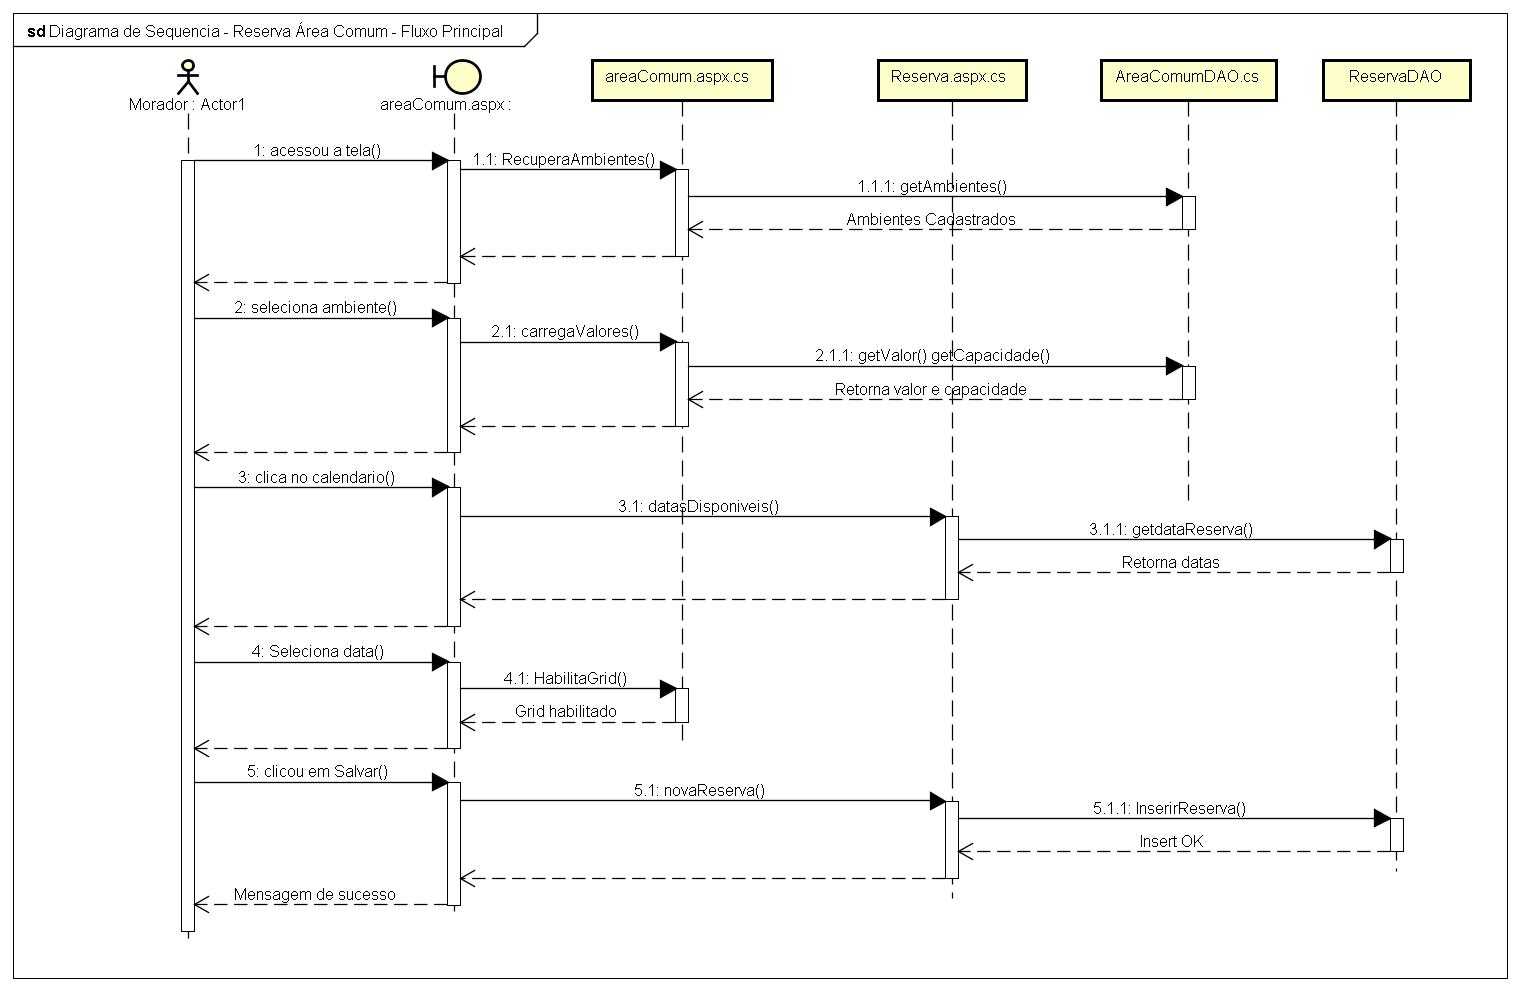 sd Diagrama de Sequencia - Reserva Área Comum - Fluxo Principal
Morador : Actor1
areaComum.aspx :
areaComum.aspx.cs
Reserva.aspx.cs
AreaComumDAO.cs
ReservaDAO
1: acessou a tela()
1.1: RecuperaAmbientes()
1.1.1: getAmbientes()
Ambientes Cadastrados
2: seleciona ambiente()
2.1: carregaValores()
2.1.1: getValor() getCapacidade()
Retorna valor e capacidade
3: clica no calendario()
3.1: datasDisponiveis()
3.1.1: getdataReserva()
Retorna datas
4: Seleciona data()
4.1: HabilitaGrid()
Grid habilitado
5: clicou em Salvar()
5.1: novaReserva()
5.1.1: InserirReserva()
Insert OK
Mensagem de sucesso